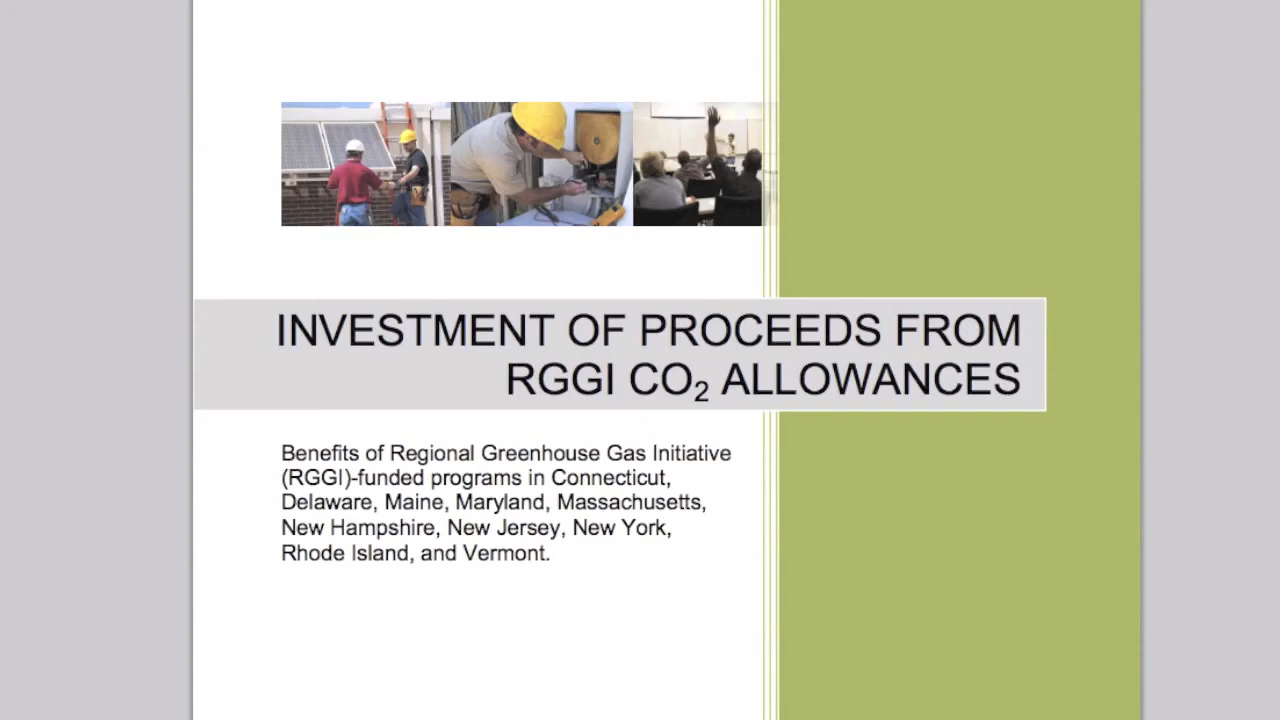 INVESTMENT OF PROCEEDS FROM
RGGI CO₂ ALLOWANCES
Benefits of Regional Greenhouse Gas Initiative
(RGGI)-funded programs in Connecticut,
Delaware, Maine, Maryland, Massachusetts,
New Hampshire, New Jersey, New York,
Rhode Island, and Vermont.